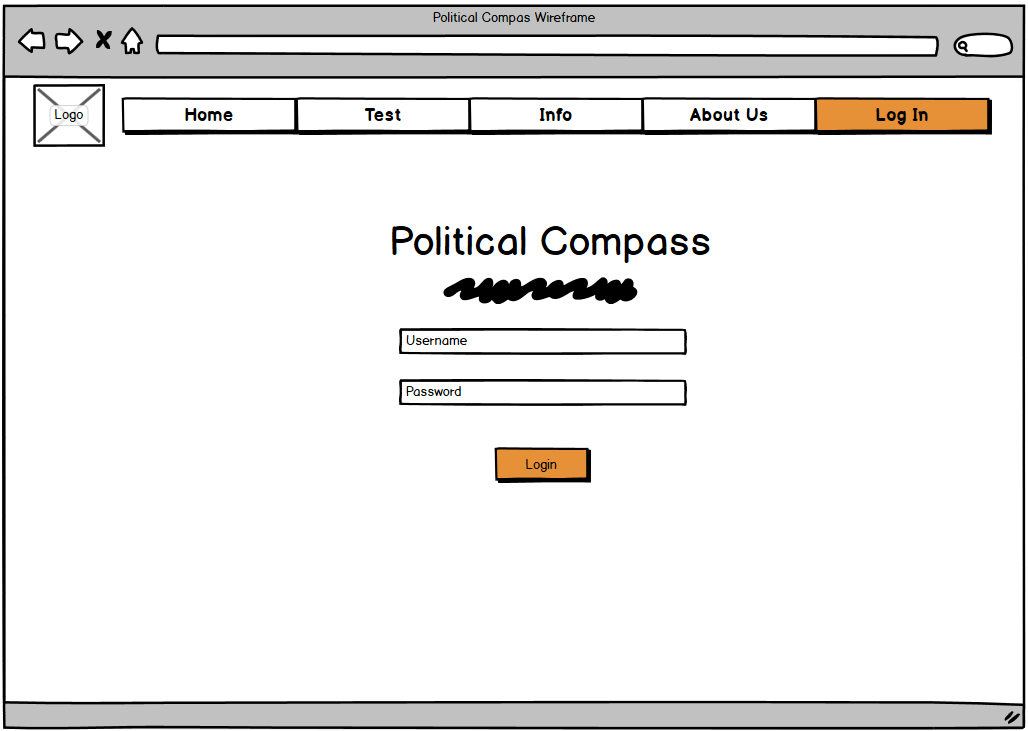 Political Compas Wireframe
Logo
Home Test Info About Us Log In
Political Compass
Username
Password
Login